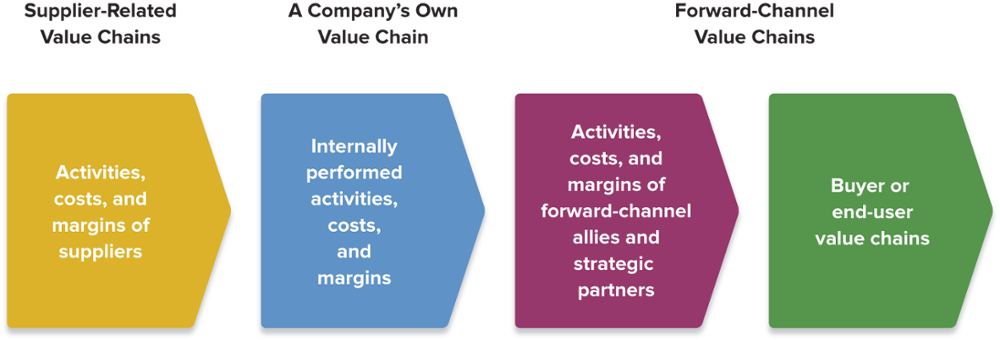 Supplier-Related
Value Chains
A Company’s Own
Value Chain
Forward-Channel
Value Chains
Activities,
costs, and
margins of
suppliers
Internally
performed
activities,
costs,
and
margins
Activities,
costs, and
margins of
forward-channel
allies and
strategic
partners
Buyer or
end-user
value chains